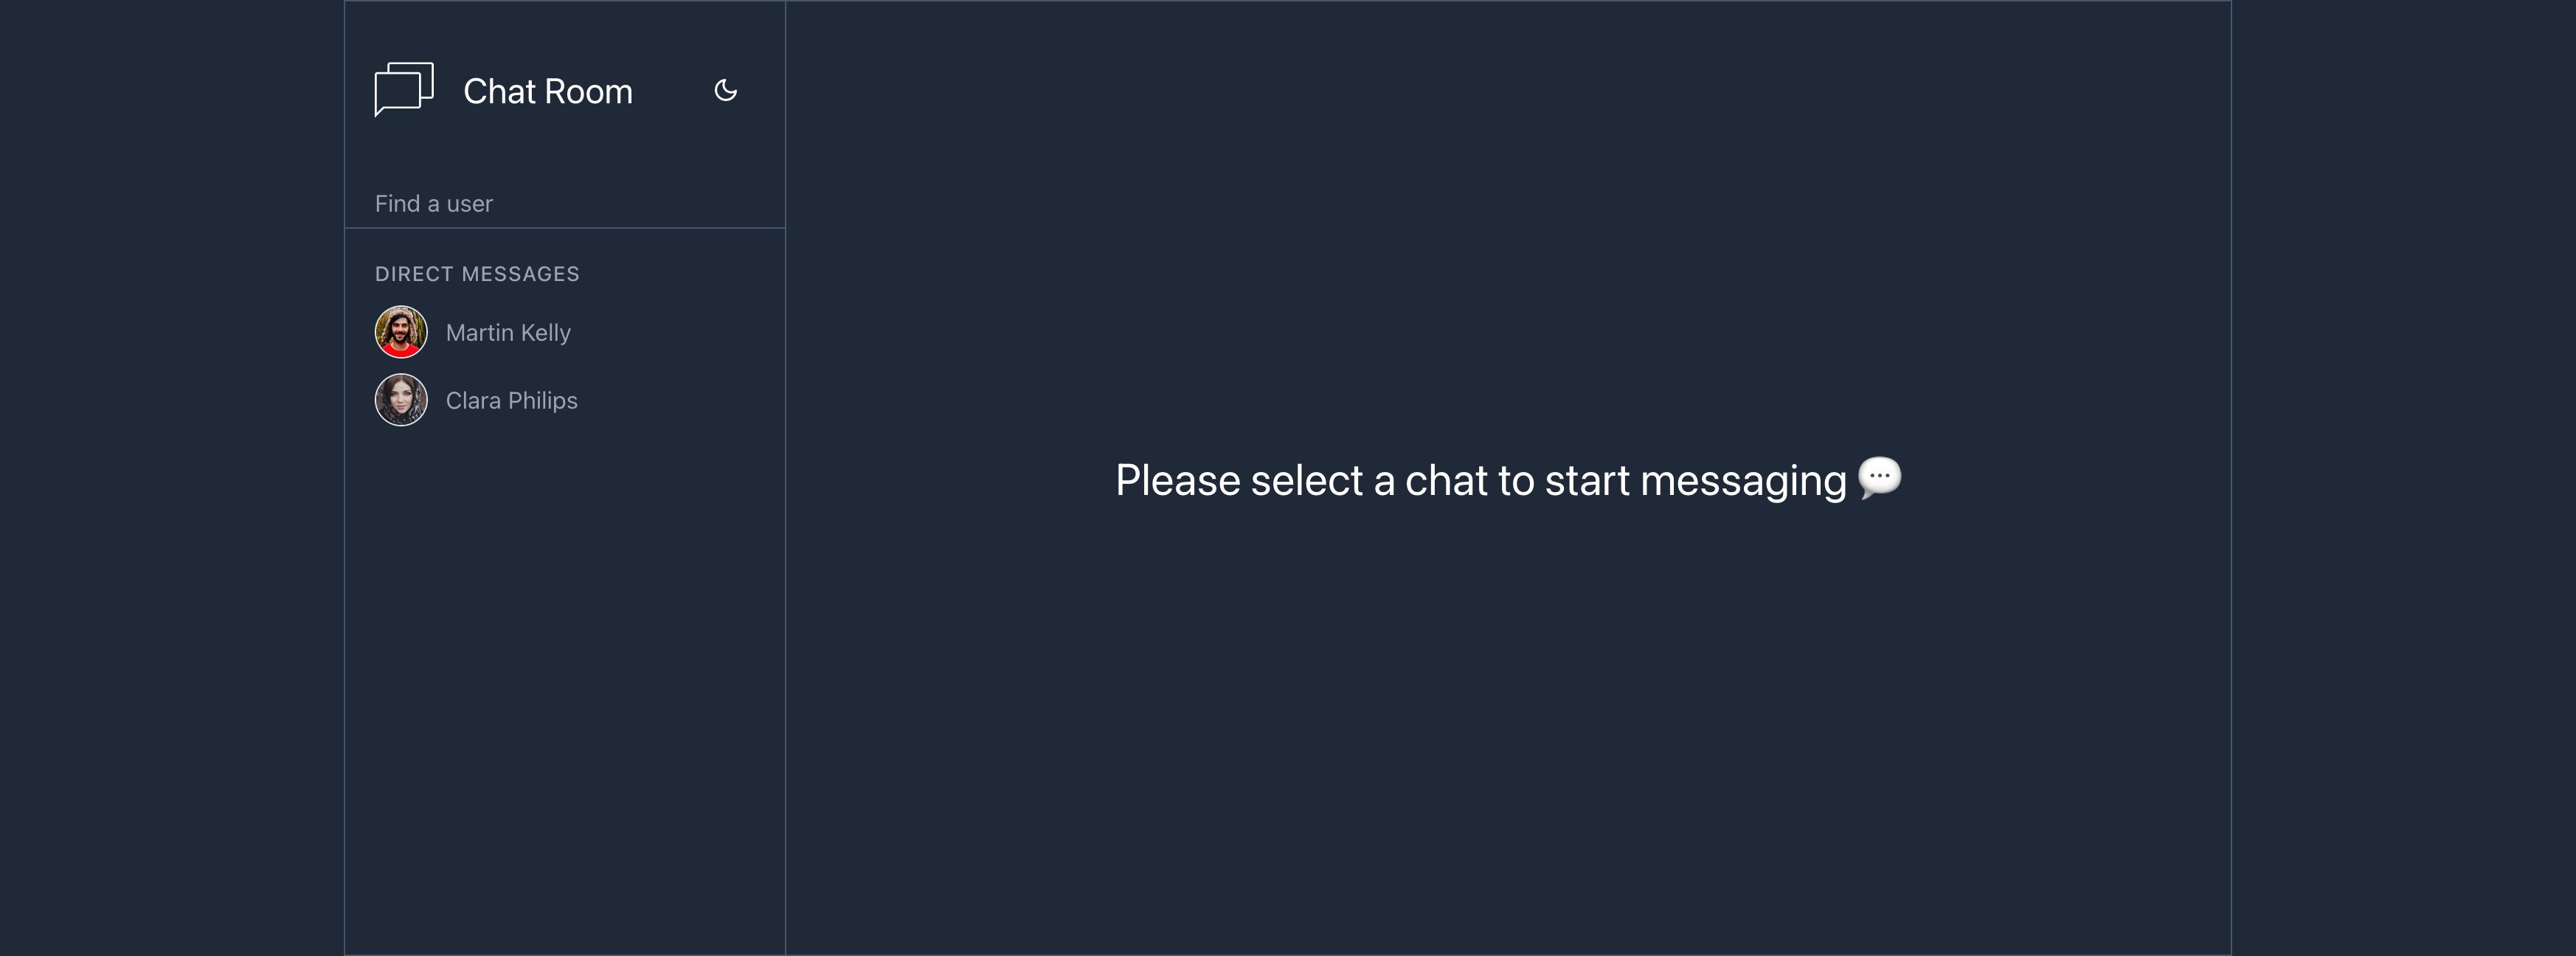 Chat Room
Find a user
DIRECT MESSAGES
Martin Kelly
Clara Philips
Please select a chat to start messaging 💬